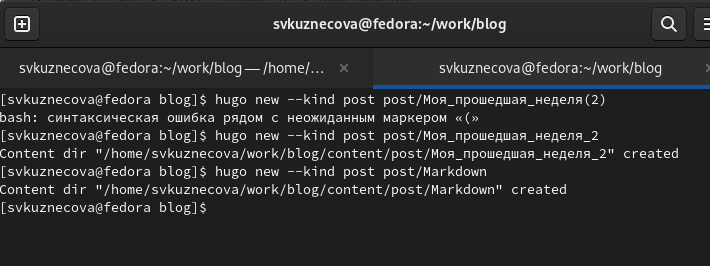 svkuznecova@fedora:~/work/blog
svkuznecova@fedora:~/work/blog — /home/...
svkuznecova@fedora:~/work/blog
[svkuznecova@fedora blog]$ hugo new --kind post post/Моя_прошедшая_неделя(2)
bash: синтаксическая ошибка рядом с неожиданным маркером «(»
[svkuznecova@fedora blog]$ hugo new --kind post post/Моя_прошедшая_неделя_2
Content dir "/home/svkuznecova/work/blog/content/post/Моя_прошедшая_неделя_2" created
[svkuznecova@fedora blog]$ hugo new --kind post post/Markdown
Content dir "/home/svkuznecova/work/blog/content/post/Markdown" created
[svkuznecova@fedora blog]$